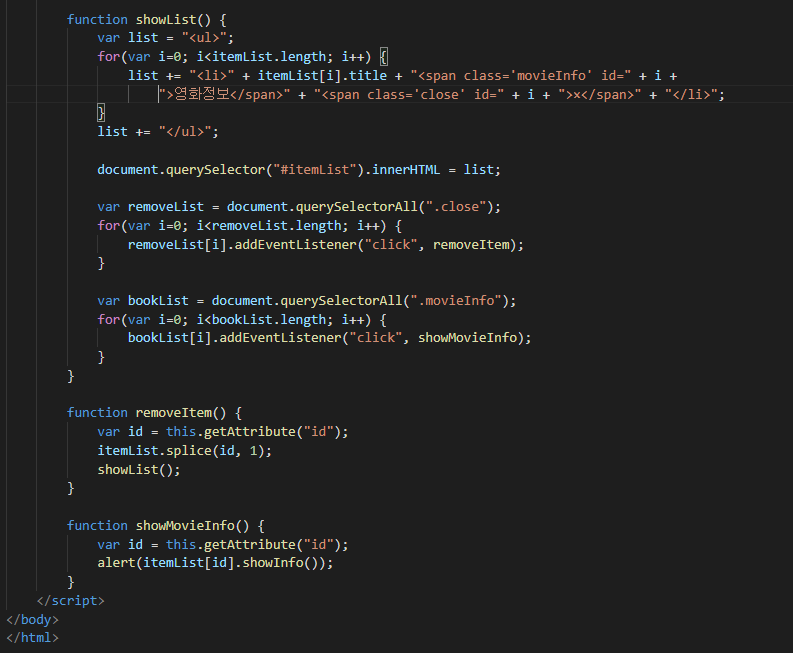 function showList() {
var list = "<ul>";
for(var i=0; i<itemList.length; i++) {
list += "<li>" + itemList[i].title + "<span class='movieInfo' id=" + i +
">영화정보</span>" + "<span class='close' id=" + i + ">×</span>" + "</li>";
}
list += "</ul>";
document.querySelector("#itemList").innerHTML = list;
var removeList = document.querySelectorAll(".close");
for(var i=0; i<removeList.length; i++) {
removeList[i].addEventListener("click", removeItem);
}
var bookList = document.querySelectorAll(".movieInfo");
for(var i=0; i<bookList.length; i++) {
bookList[i].addEventListener("click", showMovieInfo);
}
}
function removeItem() {
var id = this.getAttribute("id");
itemList.splice(id, 1);
showList();
}
function showMovieInfo() {
var id = this.getAttribute("id");
alert(itemList[id].showInfo());
}
</script>
</body>
</html>